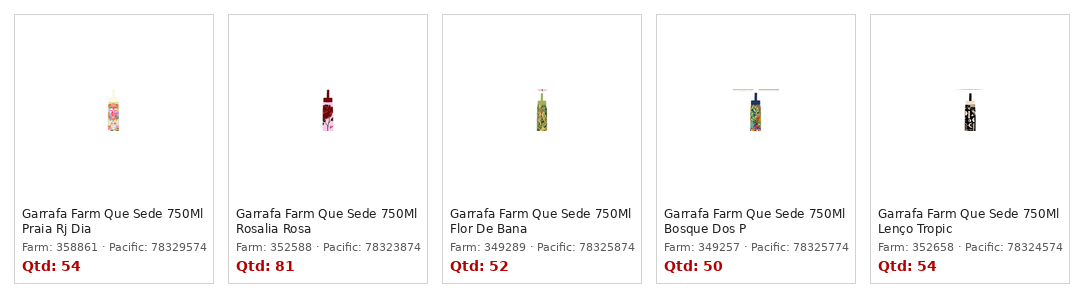 Garrafa Farm Que Sede 750Ml
Praia Rj Dia
Farm: 358861 · Pacific: 78329574
Qtd: 54
Garrafa Farm Que Sede 750Ml
Rosalia Rosa
Farm: 352588 · Pacific: 78323874
Qtd: 81
Garrafa Farm Que Sede 750Ml
Flor De Bana
Farm: 349289 · Pacific: 78325874
Qtd: 52
Garrafa Farm Que Sede 750Ml
Bosque Dos P
Farm: 349257 · Pacific: 78325774
Qtd: 50
Garrafa Farm Que Sede 750Ml
Lenço Tropic
Farm: 352658 · Pacific: 78324574
Qtd: 54